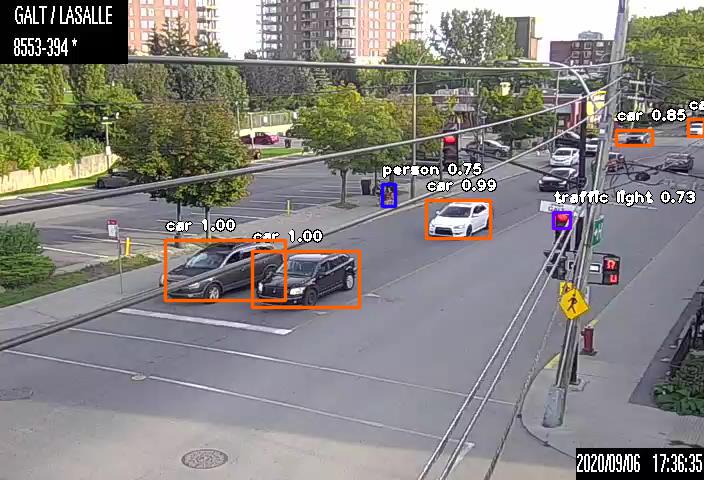 GALT / LASALLE
8553-394 *
car 0.85
ca
person 0.75
car 0.99
traffic light 0.73
car 1.00
car 1.00
2020/09/06 17:36:35